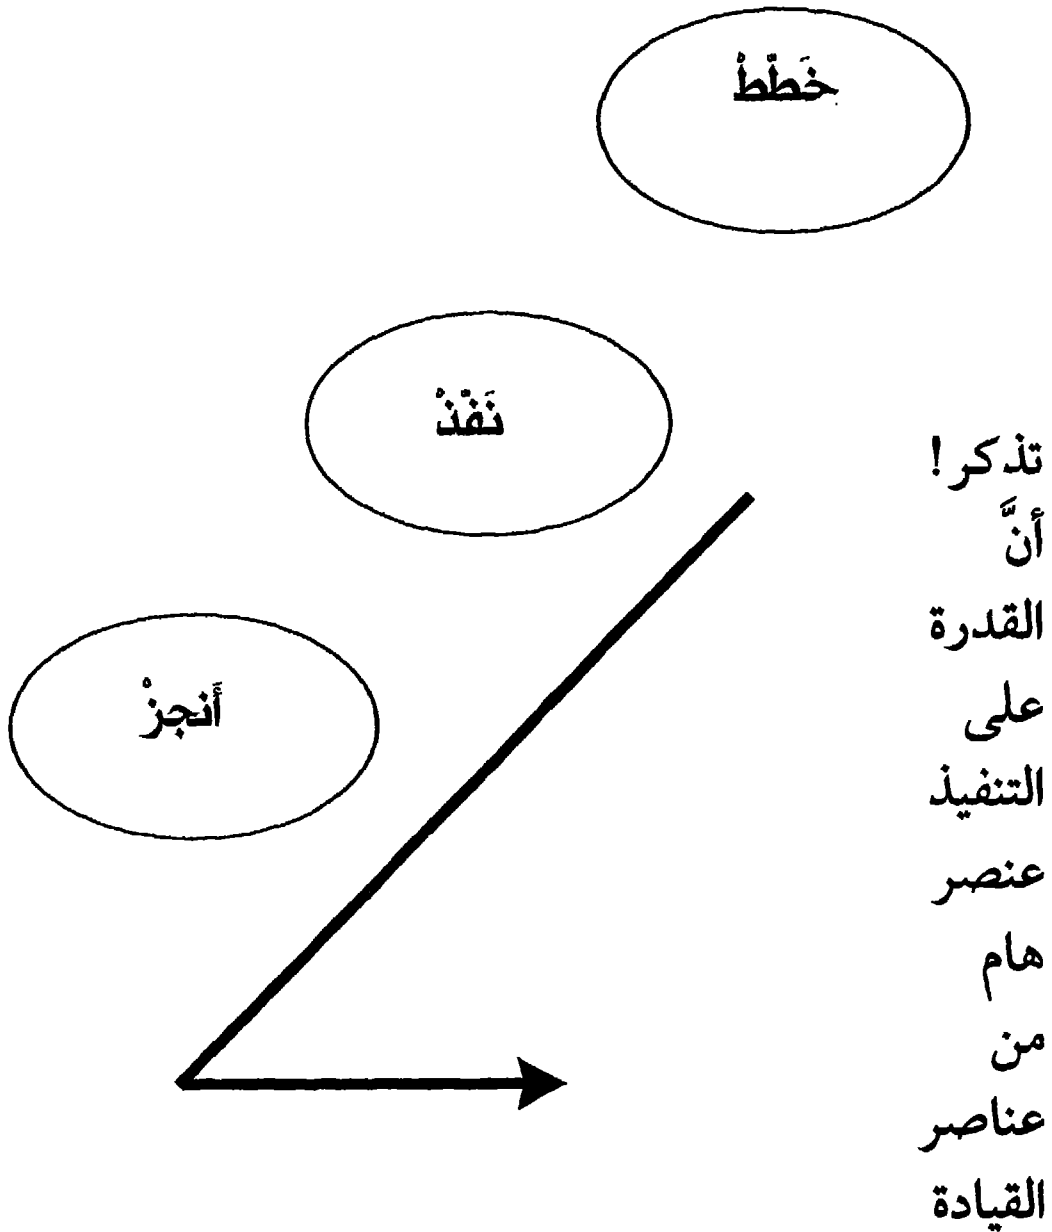 خَطّطْ
نَفّذْ
أَنجزْ
تذكر!
أنَّ
القدرة
على
التنفيذ
عنصر
هام
من
عناصر
القيادة